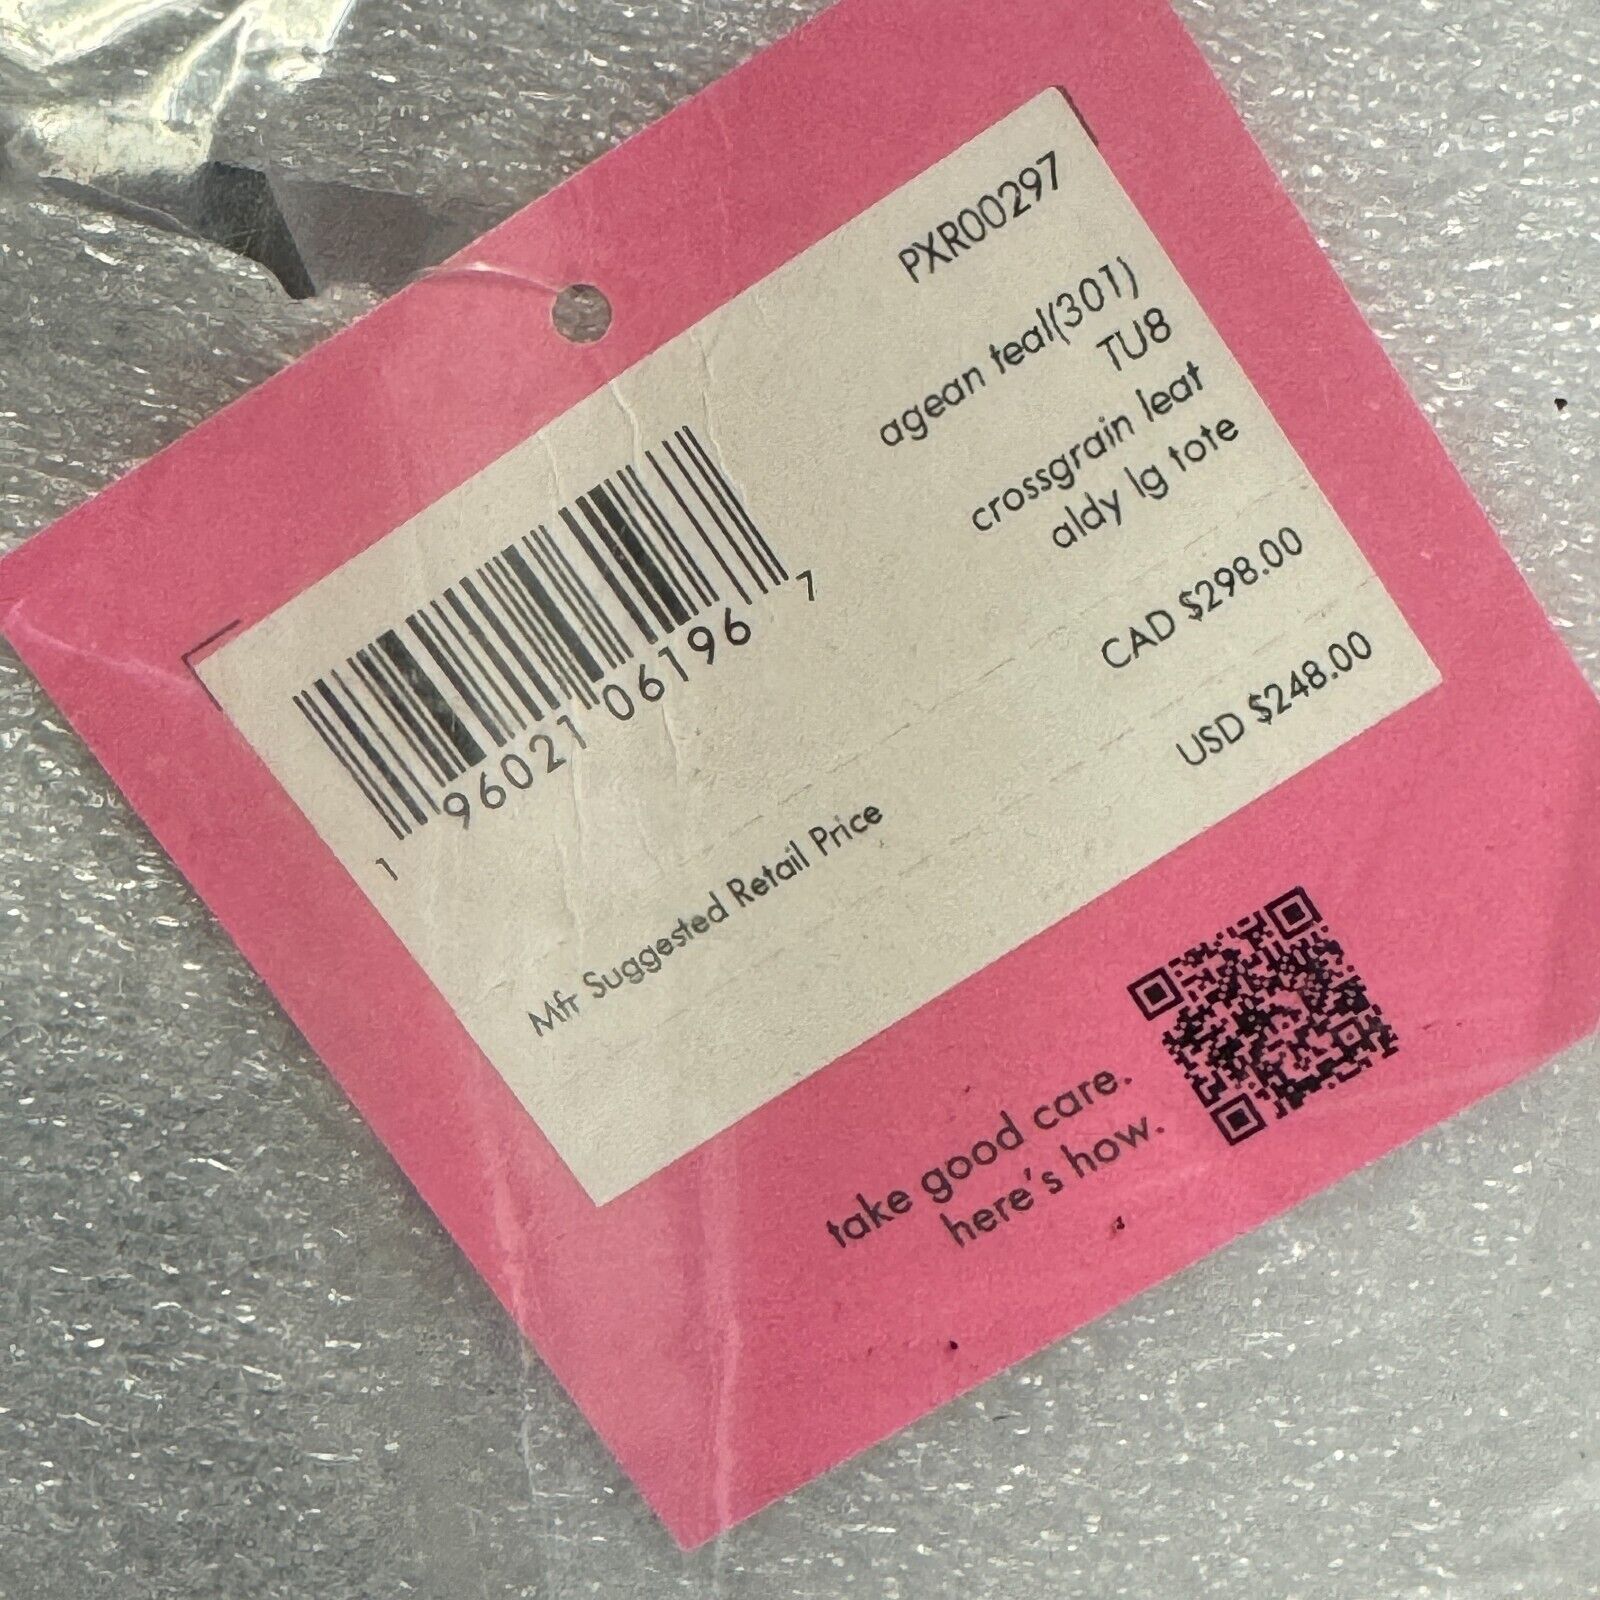 PXR00297
agean teal(301)
TU8
crossgrain leat
aldy lg tote
1 96021 06196 7
CAD $298.00
USD $248.00
Mfr Suggested Retail Price
take good care.
here's how.